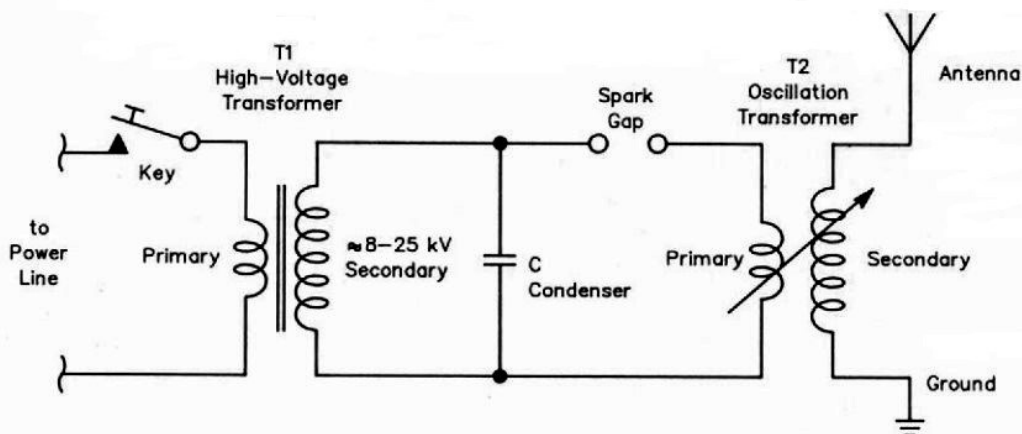 T1
High-Voltage
Transformer
T2
Oscillation
Transformer
Antenna
Spark
Gap
Key
to
Power
Line
Primary
≈8-25 kV
Secondary
C
Condenser
Primary
Secondary
Ground